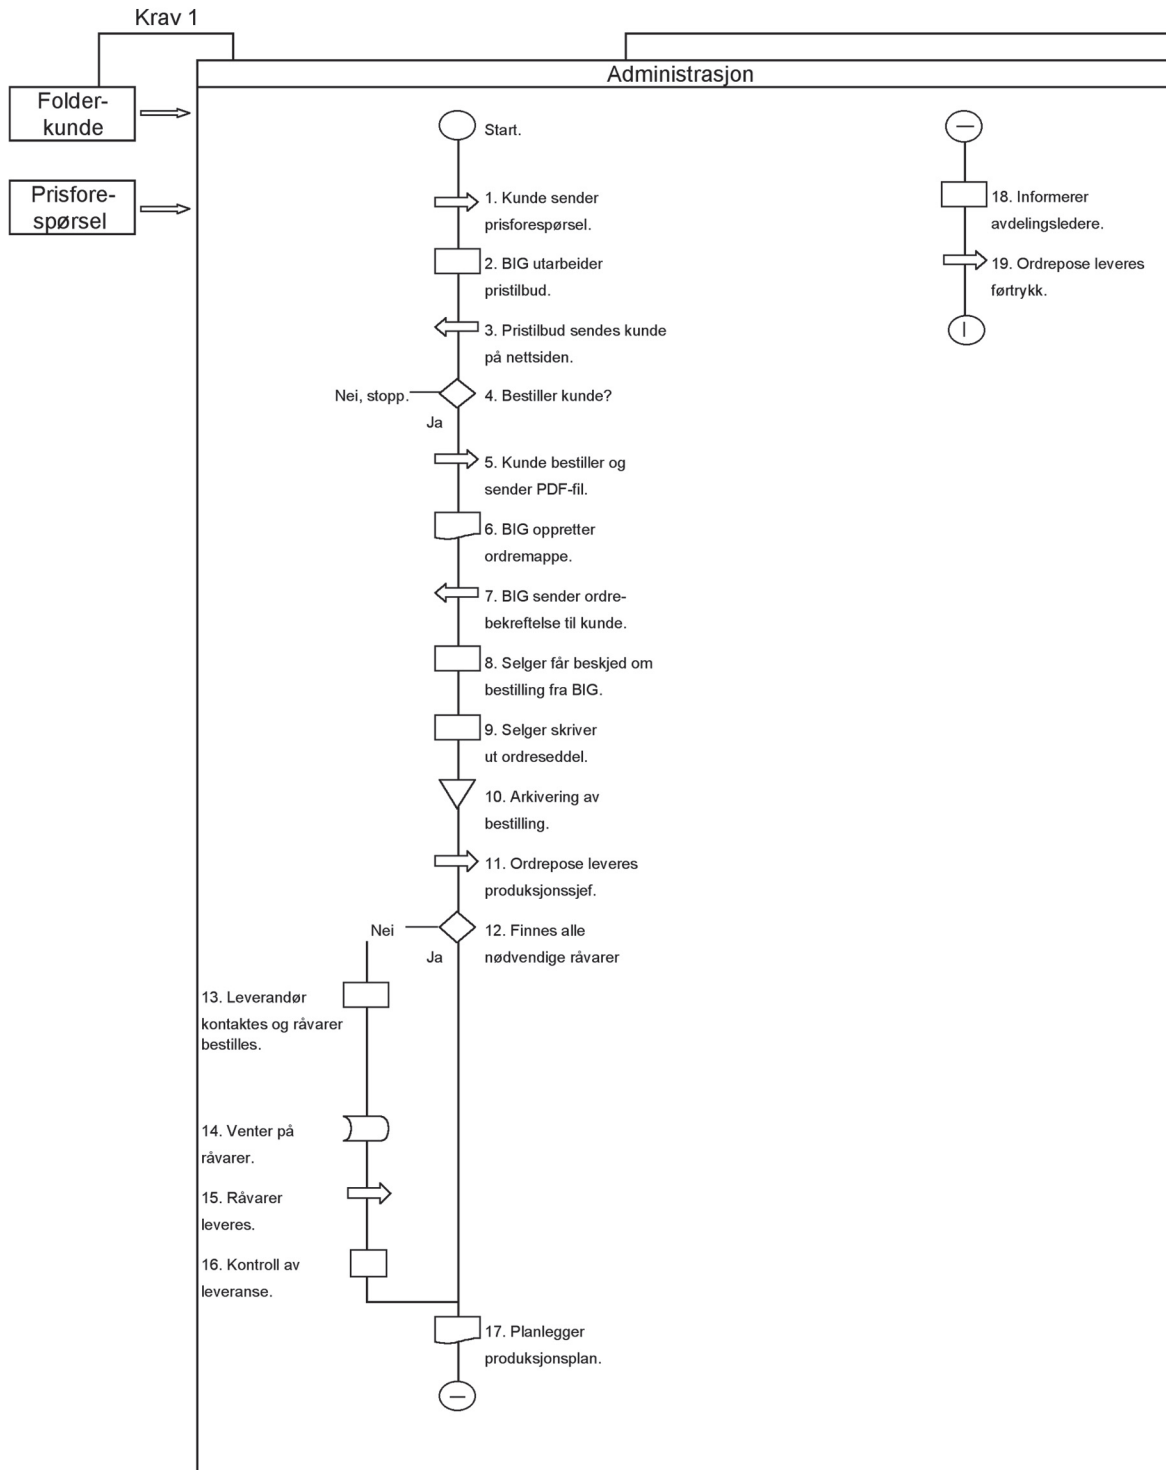 Krav 1
Administrasjon
Folder-
kunde
Prisfore-
spørsel
Start.
1. Kunde sender
prisforespørsel.
2. BIG utarbeider
pristilbud.
3. Pristilbud sendes kunde
på nettsiden.
Nei, stopp.
4. Bestiller kunde?
Ja
5. Kunde bestiller og
sender PDF-fil.
6. BIG oppretter
ordremappe.
7. BIG sender ordre-
bekreftelse til kunde.
8. Selger får beskjed om
bestilling fra BIG.
9. Selger skriver
ut ordreseddel.
10. Arkivering av
bestilling.
11. Ordrepose leveres
produksjonssjef.
Nei
12. Finnes alle
Ja
nødvendige råvarer
13. Leverandør
kontaktes og råvarer
bestilles.
14. Venter på
råvarer.
15. Råvarer
leveres.
16. Kontroll av
leveranse.
17. Planlegger
produksjonsplan.
18. Informerer
avdelingsledere.
19. Ordrepose leveres
førtrykk.